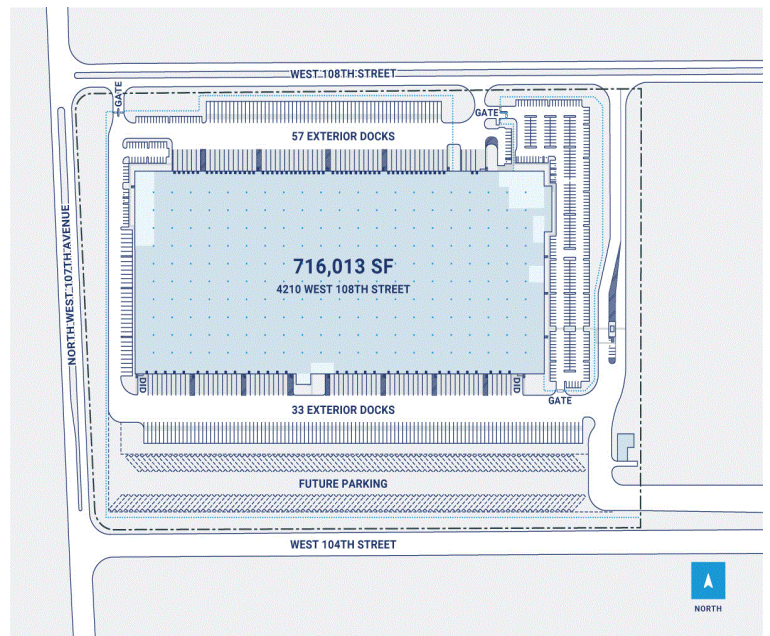 WEST 108TH STREET
GATE
GATE
57 EXTERIOR DOCKS
NORTH WEST 107TH AVENUE
716,013 SF
4210 WEST 108TH STREET
DID
DID
GATE
33 EXTERIOR DOCKS
FUTURE PARKING
WEST 104TH STREET
NORTH